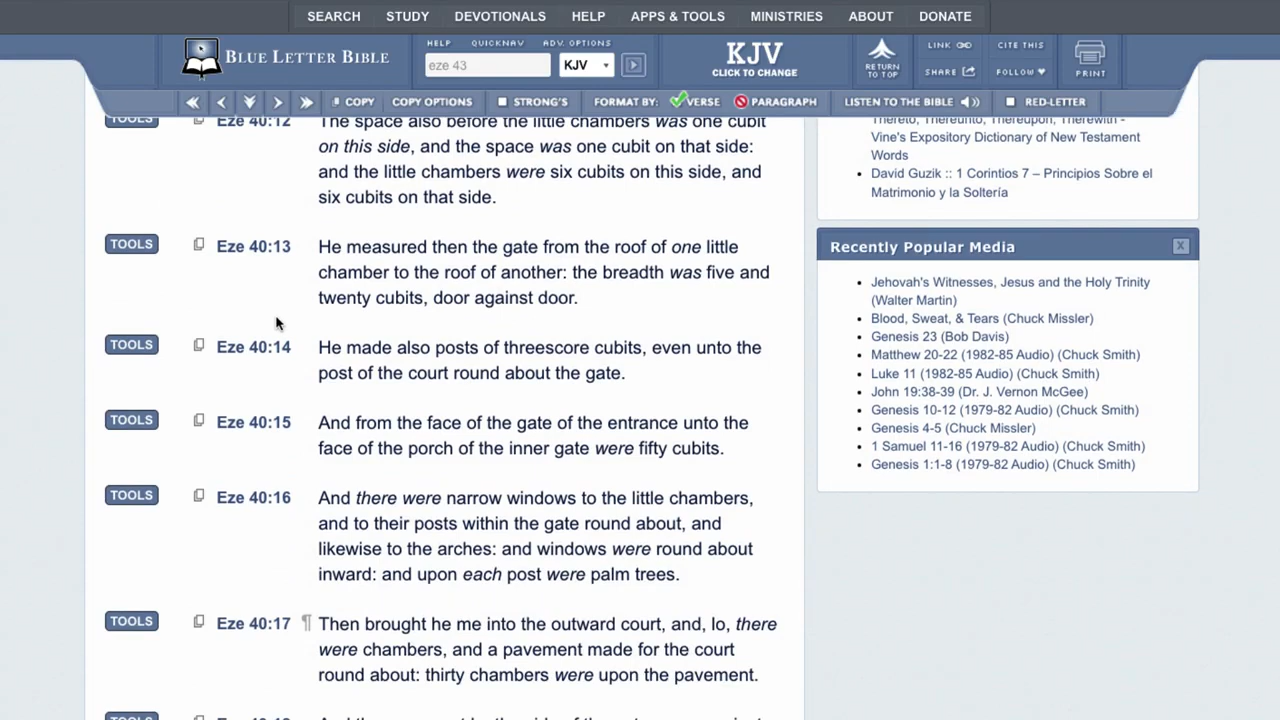 SEARCH STUDY DEVOTIONALS HELP APPS & TOOLS MINISTRIES ABOUT DONATE
BLUE LETTER BIBLE
HELP QUICKNAV ADV. OPTIONS
eze 43 KJV
KJV
CLICK TO CHANGE
RETURN
TO TOP
LINK CITE THIS
SHARE FOLLOW
PRINT
COPY COPY OPTIONS STRONG'S FORMAT BY: VERSE PARAGRAPH LISTEN TO THE BIBLE RED-LETTER
TOOLS Eze 40:12 The space also before the little chambers was one cubit
on this side, and the space was one cubit on that side:
and the little chambers were six cubits on this side, and
six cubits on that side.
TOOLS Eze 40:13 He measured then the gate from the roof of one little
chamber to the roof of another: the breadth was five and
twenty cubits, door against door.
TOOLS Eze 40:14 He made also posts of threescore cubits, even unto the
post of the court round about the gate.
TOOLS Eze 40:15 And from the face of the gate of the entrance unto the
face of the porch of the inner gate were fifty cubits.
TOOLS Eze 40:16 And there were narrow windows to the little chambers,
and to their posts within the gate round about, and
likewise to the arches: and windows were round about
inward: and upon each post were palm trees.
TOOLS Eze 40:17 ¶ Then brought he me into the outward court, and, lo, there
were chambers, and a pavement made for the court
round about: thirty chambers were upon the pavement.
Thereto, Thereunto, Thereupon, Therewith -
Vine's Expository Dictionary of New Testament
Words
David Guzik :: 1 Corintios 7 – Principios Sobre el
Matrimonio y la Soltería
Recently Popular Media
Jehovah's Witnesses, Jesus and the Holy Trinity
(Walter Martin)
Blood, Sweat, & Tears (Chuck Missler)
Genesis 23 (Bob Davis)
Matthew 20-22 (1982-85 Audio) (Chuck Smith)
Luke 11 (1982-85 Audio) (Chuck Smith)
John 19:38-39 (Dr. J. Vernon McGee)
Genesis 10-12 (1979-82 Audio) (Chuck Smith)
Genesis 4-5 (Chuck Missler)
1 Samuel 11-16 (1979-82 Audio) (Chuck Smith)
Genesis 1:1-8 (1979-82 Audio) (Chuck Smith)